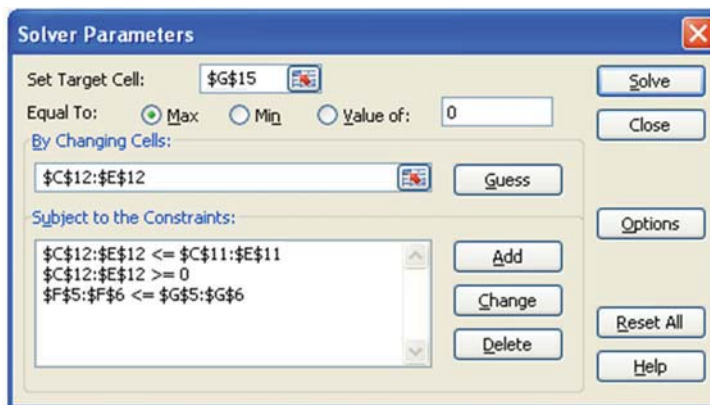 Solver Parameters
Set Target Cell: $G$15 Solve
Equal To: Max Min Value of: 0 Close
By Changing Cells:
$C$12:$E$12 Guess
Subject to the Constraints: Options
$C$12:$E$12 <= $C$11:$E$11 Add
$C$12:$E$12 >= 0
$F$5:$F$6 <= $G$5:$G$6 Change
Reset All
Delete
Help